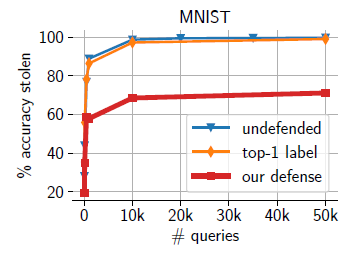 MNIST
% accuracy stolen
100
80
60
40
20
undefended
top-1 label
our defense
0 10k 20k 30k 40k 50k
# queries